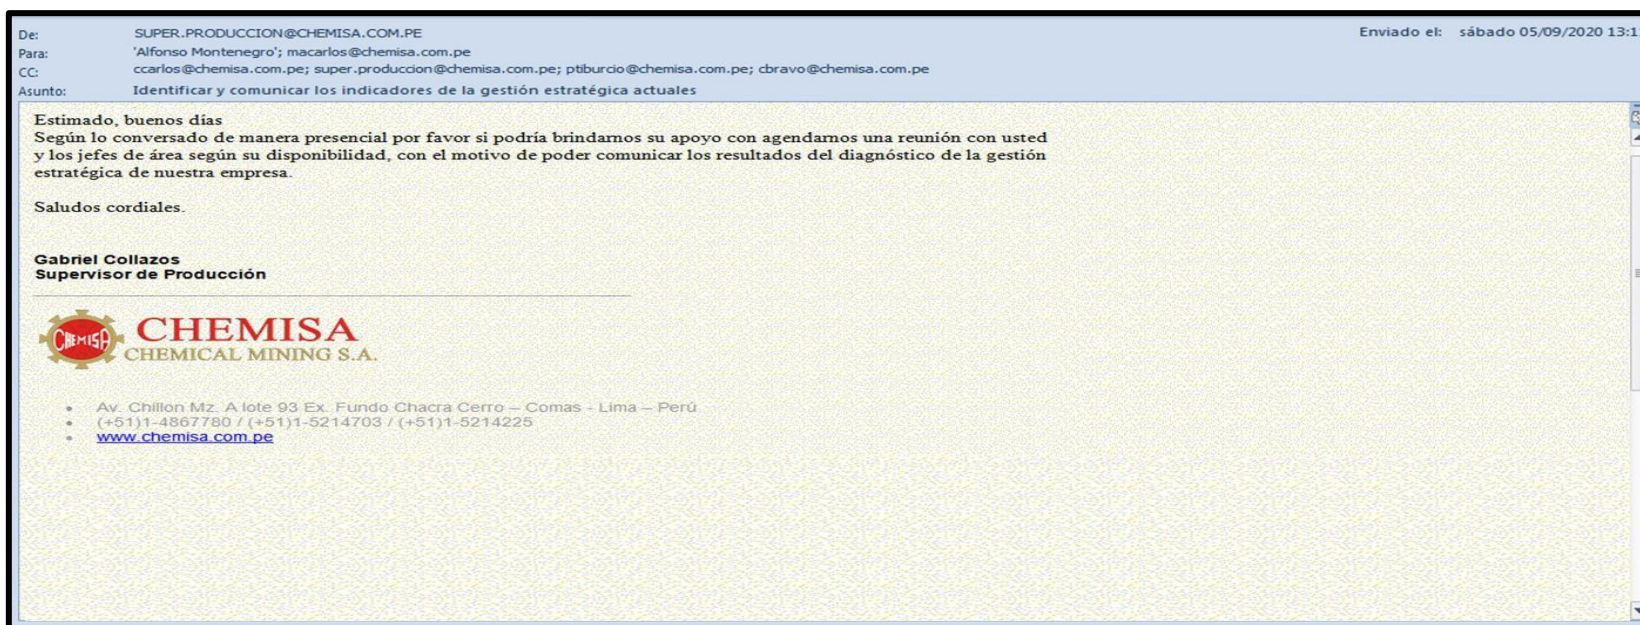 De: SUPER.PRODUCCION@CHEMISA.COM.PE Enviado el: sábado 05/09/2020
Para: 'Alfonso Montenegro'; macarlos@chemisa.com.pe
CC: ccarlos@chemisa.com.pe; super.produccion@chemisa.com.pe; ptiburcio@chemisa.com.pe; cbravo@chemisa.com.pe
Asunto: Identificar y comunicar los indicadores de la gestión estratégica actuales
Estimado, buenos días
Según lo conversado de manera presencial por favor si podría brindarnos su apoyo con agendarnos una reunión con usted
y los jefes de área según su disponibilidad, con el motivo de poder comunicar los resultados del diagnóstico de la gestión
estratégica de nuestra empresa.
Saludos cordiales.
Gabriel Collazos
Supervisor de Producción
CHEMISA
CHEMISA
CHEMICAL MINING S.A.
• Av. Chillon Mz. A lote 93 Ex. Fundo Chacra Cerro – Comas - Lima – Perú
• (+51)1-4867780 / (+51)1-5214703 / (+51)1-5214225
• www.chemisa.com.pe